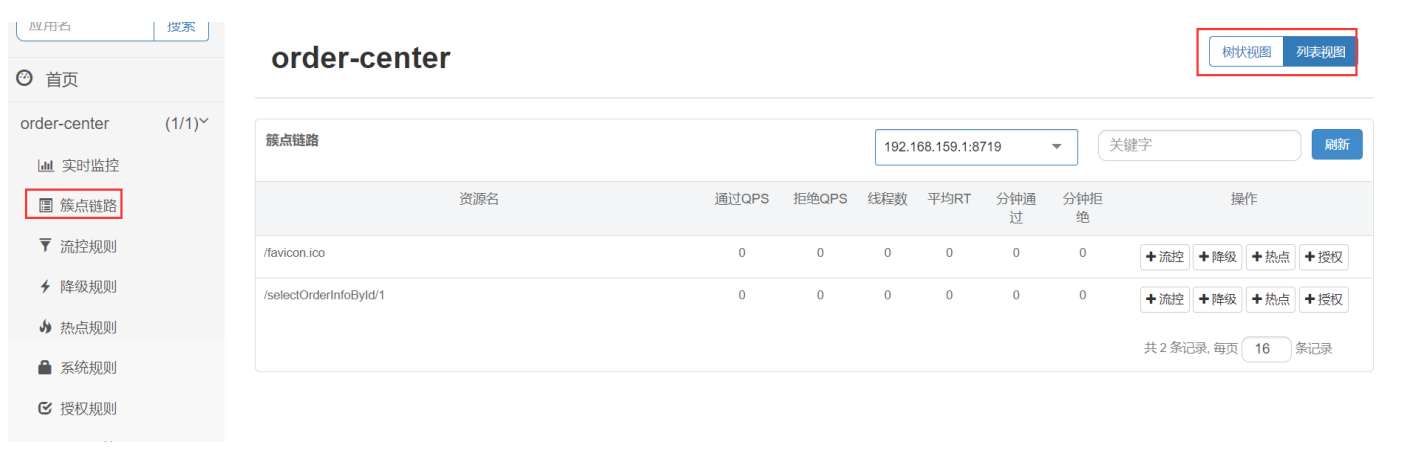 应用名 搜索
order-center
树状视图 列表视图
首页
order-center (1/1)
实时监控
簇点链路
流控规则
降级规则
热点规则
系统规则
授权规则
簇点链路 192.168.159.1:8719 关键字 刷新
资源名 通过QPS 拒绝QPS 线程数 平均RT 分钟通过 分钟拒绝 操作
/favicon.ico 0 0 0 0 0 0 流控 降级 热点 授权
/selectOrderInfoById/1 0 0 0 0 0 0 流控 降级 热点 授权
共 2 条记录, 每页 16 条记录